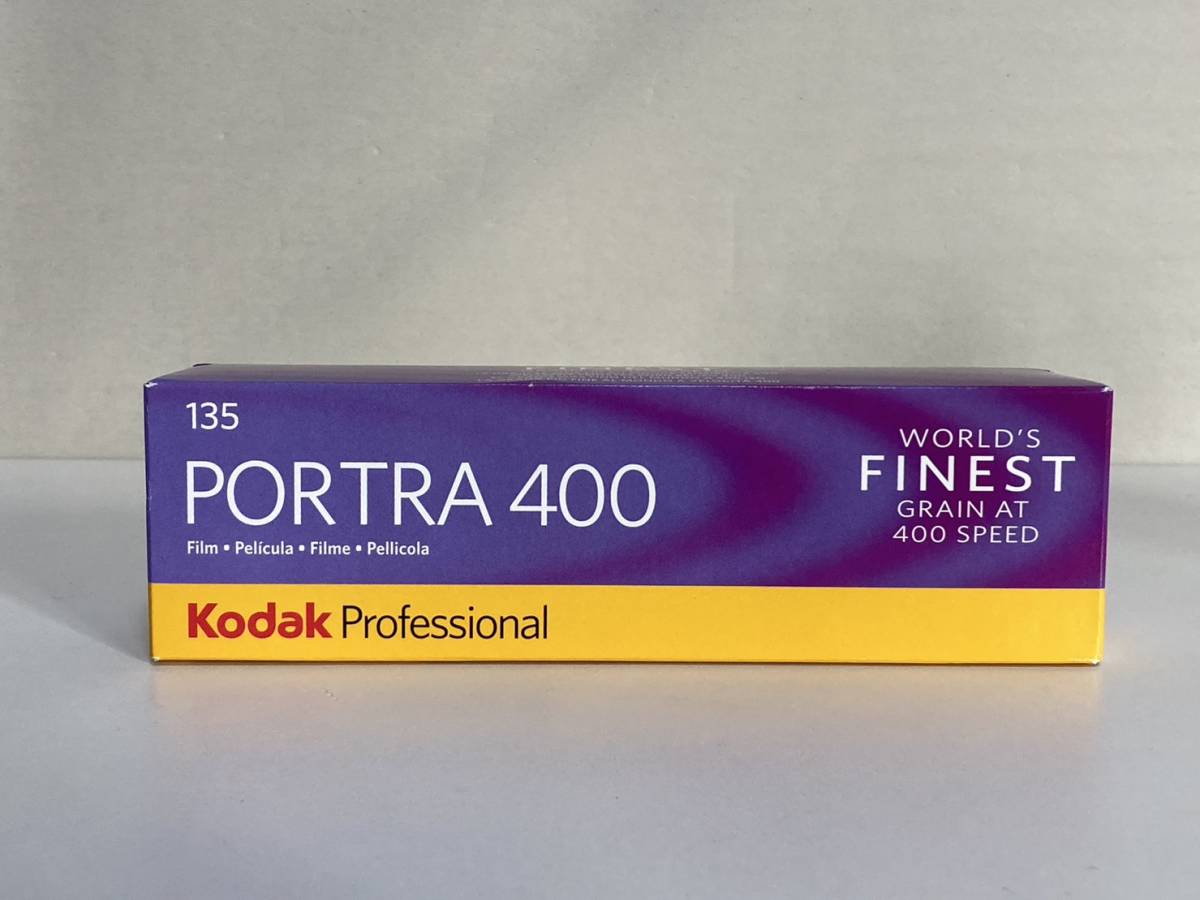 135
PORTRA 400
Film • Película • Filme • Pellicola
WORLD'S
FINEST
GRAIN AT
400 SPEED
Kodak Professional